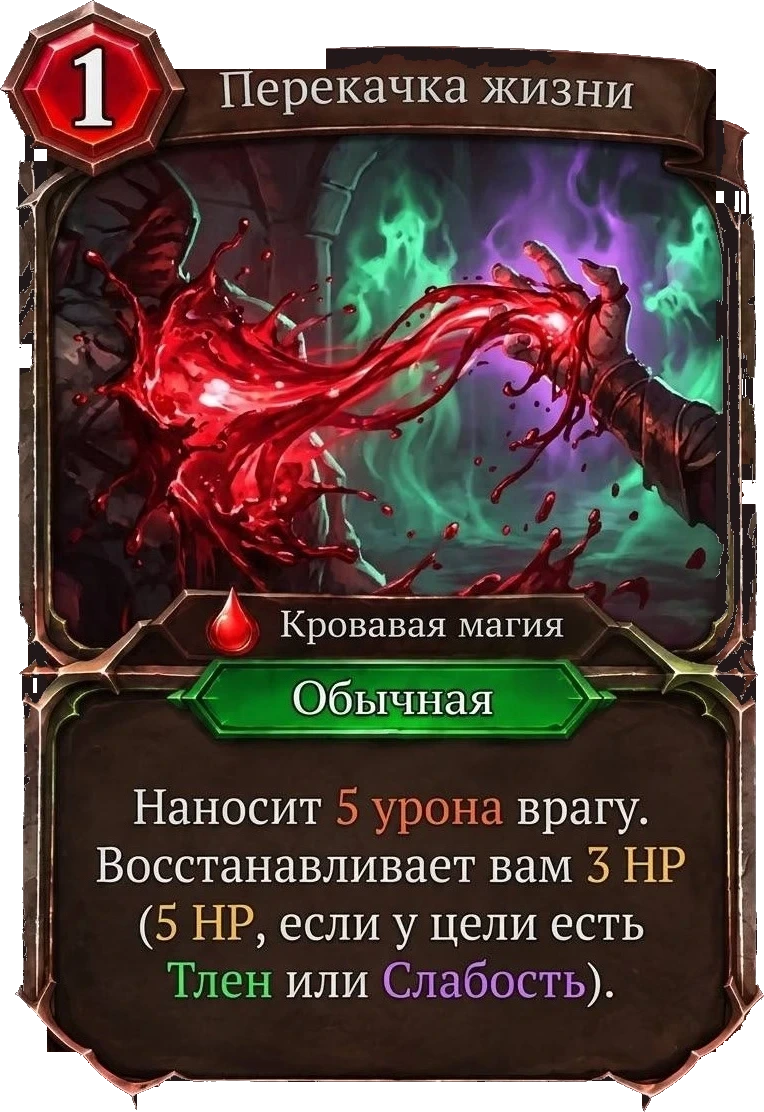 1
Перекачка жизни
Кровавая магия
Обычная
Наносит 5 урона врагу.
Восстанавливает вам 3 HP
(5 HP, если у цели есть
Тлен или Слабость).